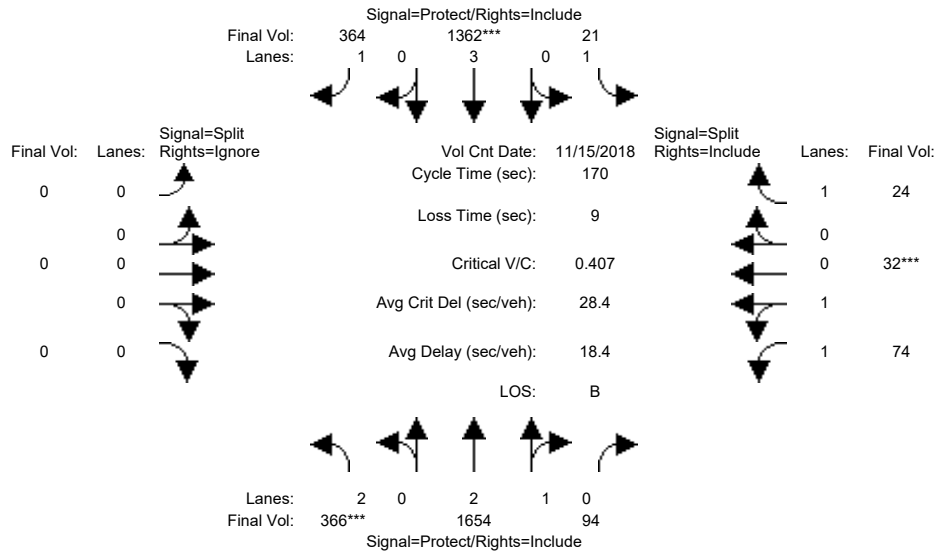 Signal=Protect/Rights=Include
Final Vol: 364 1362*** 21
Lanes: 1 0 3 0 1
Signal=Split Signal=Split
Final Vol: Lanes: Rights=Ignore Vol Cnt Date: 11/15/2018 Rights=Include Lanes: Final Vol:
Cycle Time (sec): 170
0 0 1 24
Loss Time (sec): 9
0 0
0 0 Critical V/C: 0.407 0 32***
0 Avg Crit Del (sec/veh): 28.4 1
0 0 Avg Delay (sec/veh): 18.4 1 74
LOS: B
Lanes: 2 0 2 1 0
Final Vol: 366*** 1654 94
Signal=Protect/Rights=Include